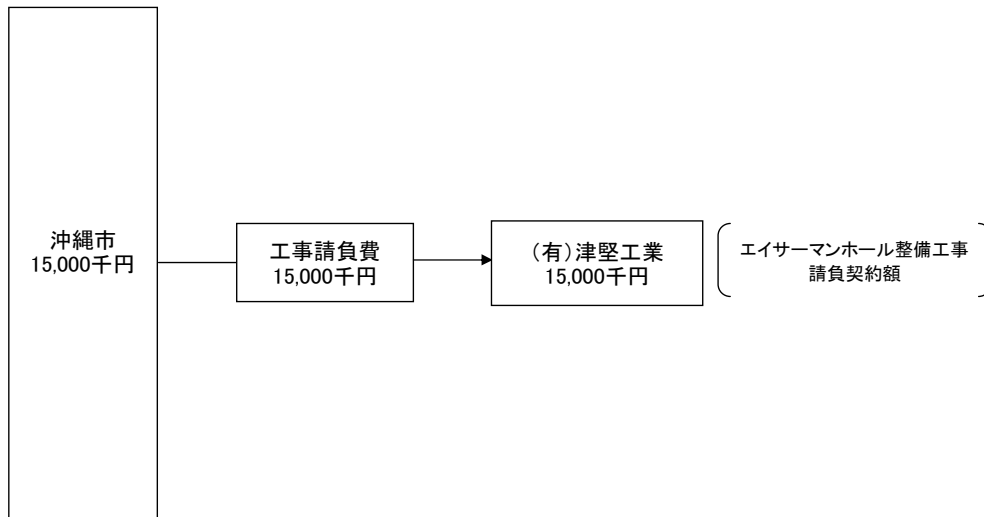 沖縄市
15,000千円
工事請負費
15,000千円
（有）津堅工業
15,000千円
エイサーマンホール整備工事
請負契約額